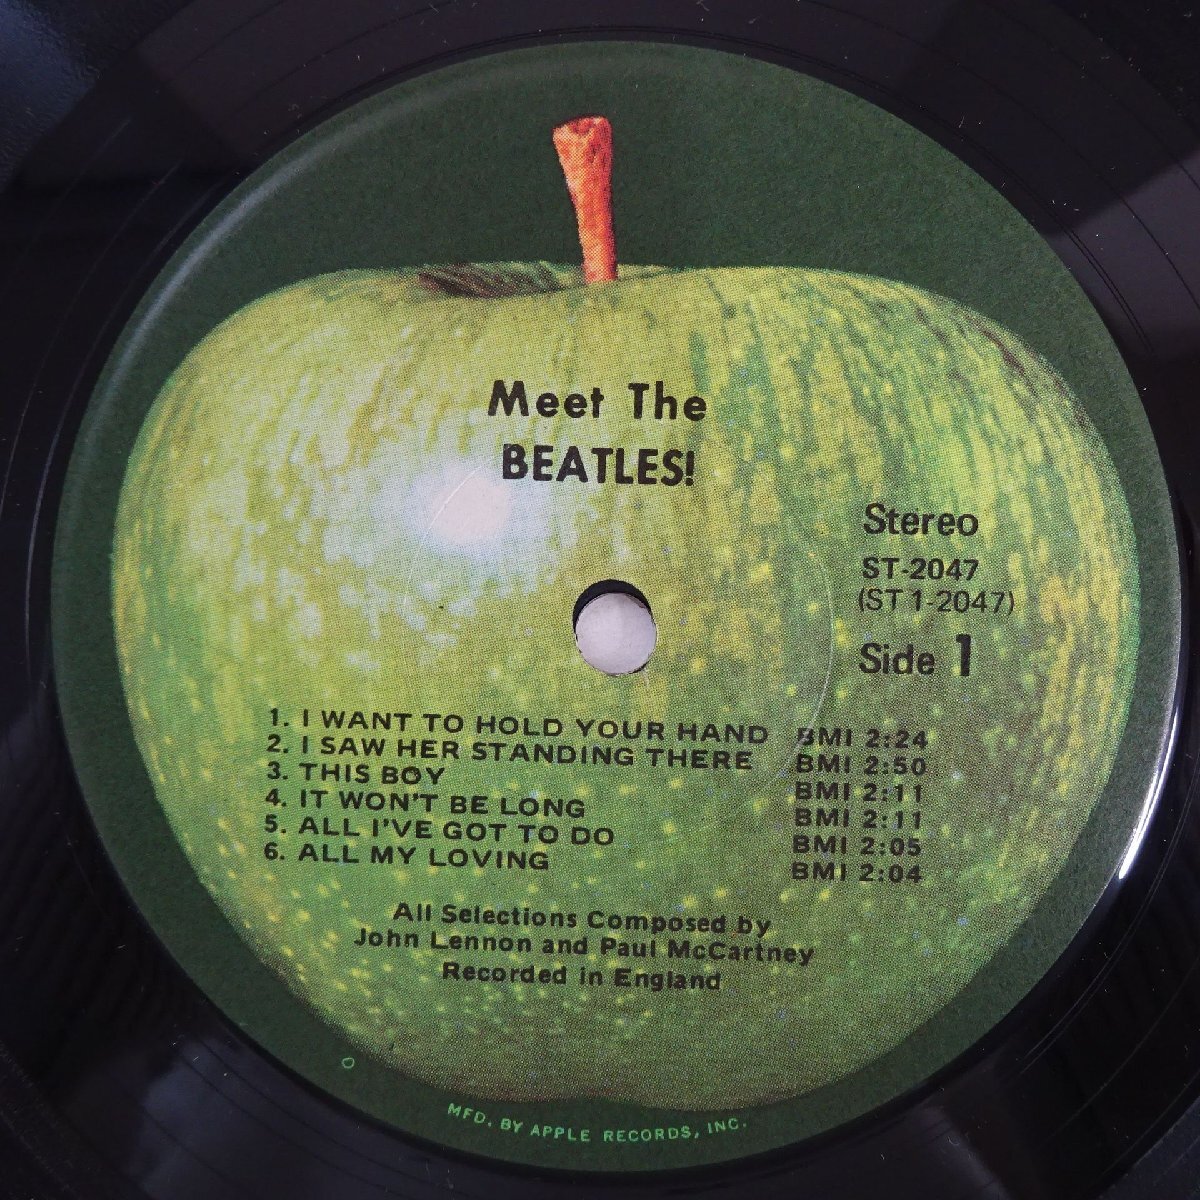 Meet The
BEATLES!
Stereo
ST-2047
(ST 1-2047)
Side 1
1. I WANT TO HOLD YOUR HAND BMI 2:24
2. I SAW HER STANDING THERE BMI 2:50
3. THIS BOY BMI 2:11
4. IT WON'T BE LONG BMI 2:11
5. ALL I'VE GOT TO DO BMI 2:05
6. ALL MY LOVING BMI 2:04
All Selections Composed by
John Lennon and Paul McCartney
Recorded in England
MFD. BY APPLE RECORDS, INC.